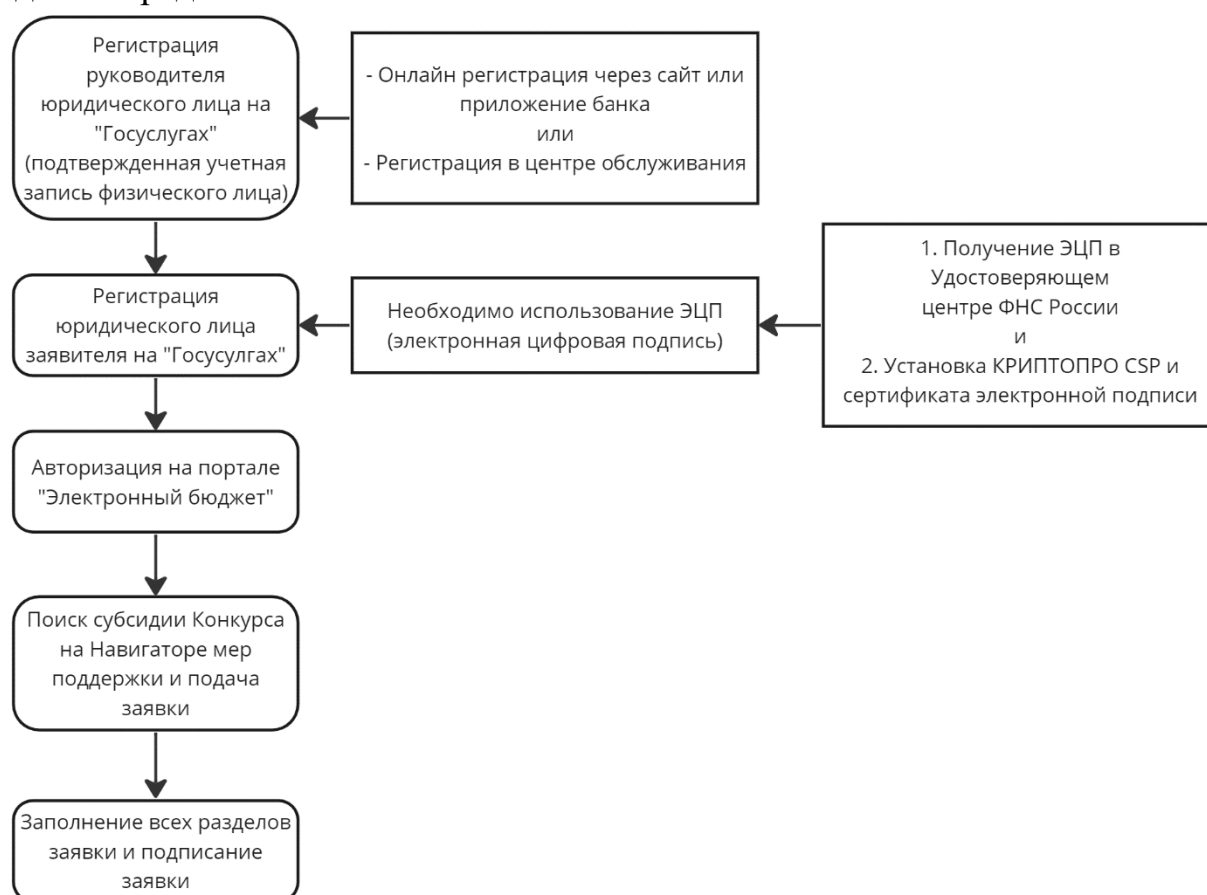 Регистрация
руководителя
юридического лица на
"Госуслугах"
(подтвержденная учетная
запись физического лица)
- Онлайн регистрация через сайт или
приложение банка
или
- Регистрация в центре обслуживания
1. Получение ЭЦП в
Удостоверяющем
центре ФНС России
и
2. Установка КРИПТОПРО CSP и
сертификата электронной подписи
Регистрация
юридического лица
заявителя на "Госусулгах"
Необходимо использование ЭЦП
(электронная цифровая подпись)
Авторизация на портале
"Электронный бюджет"
Поиск субсидии Конкурса
на Навигаторе мер
поддержки и подача
заявки
Заполнение всех разделов
заявки и подписание
заявки